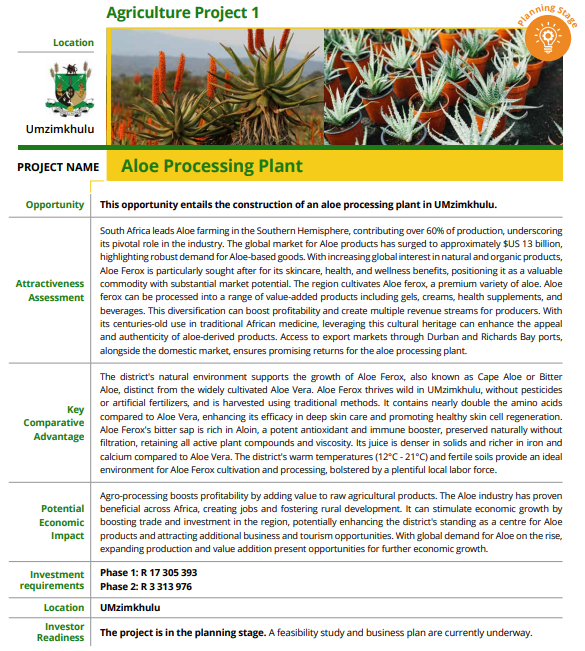 Agriculture Project 1
Planning Stage
Location
Umzimkhulu
PROJECT NAME
Aloe Processing Plant
Opportunity
This opportunity entails the construction of an aloe processing plant in UMzimkhulu.
Attractiveness
Assessment
South Africa leads Aloe farming in the Southern Hemisphere, contributing over 60% of production, underscoring
its pivotal role in the industry. The global market for Aloe products has surged to approximately $US 13 billion,
highlighting robust demand for Aloe-based goods. With increasing global interest in natural and organic products,
Aloe Ferox is particularly sought after for its skincare, health, and wellness benefits, positioning it as a valuable
commodity with substantial market potential. The region cultivates Aloe ferox, a premium variety of aloe. Aloe
ferox can be processed into a range of value-added products including gels, creams, health supplements, and
beverages. This diversification can boost profitability and create multiple revenue streams for producers. With
its centuries-old use in traditional African medicine, leveraging this cultural heritage can enhance the appeal
and authenticity of aloe-derived products. Access to export markets through Durban and Richards Bay ports,
alongside the domestic market, ensures promising returns for the aloe processing plant.
Key
Comparative
Advantage
The district's natural environment supports the growth of Aloe Ferox, also known as Cape Aloe or Bitter
Aloe, distinct from the widely cultivated Aloe Vera. Aloe Ferox thrives wild in UMzimkhulu, without pesticides
or artificial fertilizers, and is harvested using traditional methods. It contains nearly double the amino acids
compared to Aloe Vera, enhancing its efficacy in deep skin care and promoting healthy skin cell regeneration.
Aloe Ferox's bitter sap is rich in Aloin, a potent antioxidant and immune booster, preserved naturally without
filtration, retaining all active plant compounds and viscosity. Its juice is denser in solids and richer in iron and
calcium compared to Aloe Vera. The district's warm temperatures (12°C - 21°C) and fertile soils provide an ideal
environment for Aloe Ferox cultivation and processing, bolstered by a plentiful local labor force.
Potential
Economic
Impact
Agro-processing boosts profitability by adding value to raw agricultural products. The Aloe industry has proven
beneficial across Africa, creating jobs and fostering rural development. It can stimulate economic growth by
boosting trade and investment in the region, potentially enhancing the district's standing as a centre for Aloe
products and attracting additional business and tourism opportunities. With global demand for Aloe on the rise,
expanding production and value addition present opportunities for further economic growth.
Investment
requirements
Phase 1: R 17 305 393
Phase 2: R 3 313 976
Location
UMzimkhulu
Investor
Readiness
The project is in the planning stage. A feasibility study and business plan are currently underway.